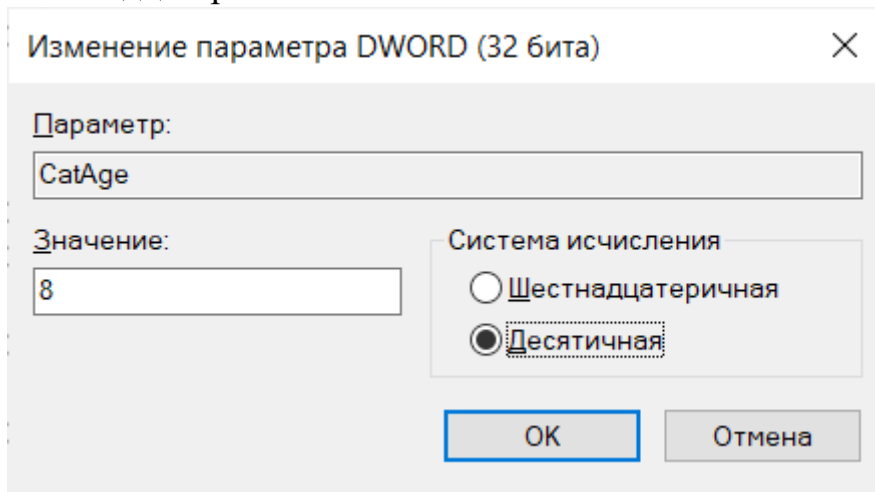 Изменение параметра DWORD (32 бита)
Параметр:
CatAge
Значение:
Система исчисления
8
Шестнадцатеричная
Десятичная
OK
Отмена